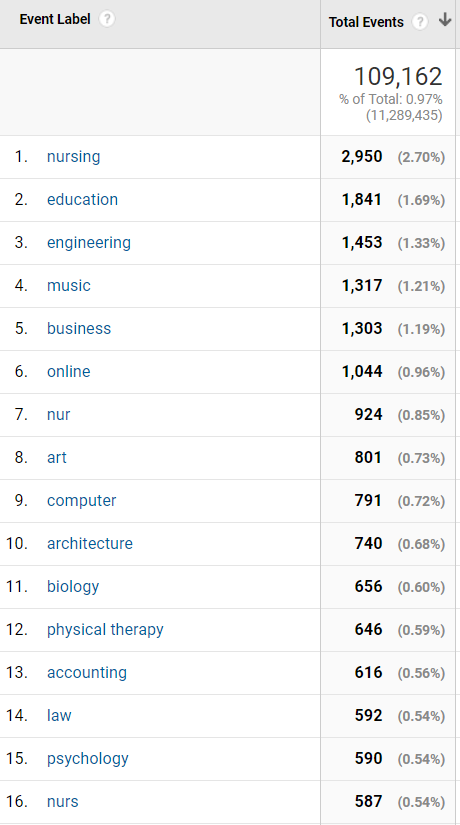 Event Label ? Total Events ?
109,162
% of Total: 0.97%
(11,289,435)
1. nursing 2,950 (2.70%)
2. education 1,841 (1.69%)
3. engineering 1,453 (1.33%)
4. music 1,317 (1.21%)
5. business 1,303 (1.19%)
6. online 1,044 (0.96%)
7. nur 924 (0.85%)
8. art 801 (0.73%)
9. computer 791 (0.72%)
10. architecture 740 (0.68%)
11. biology 656 (0.60%)
12. physical therapy 646 (0.59%)
13. accounting 616 (0.56%)
14. law 592 (0.54%)
15. psychology 590 (0.54%)
16. nurs 587 (0.54%)